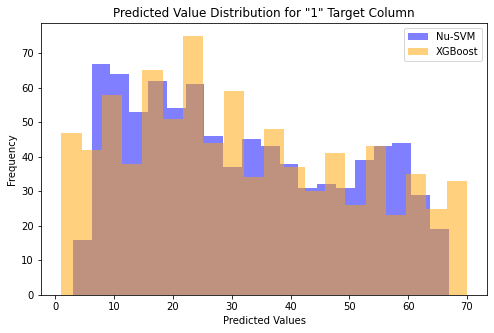 Predicted Value Distribution for "1" Target Column
Nu-SVM
XGBoost
Frequency
70
60
50
40
30
20
10
0
0 10 20 30 40 50 60 70
Predicted Values